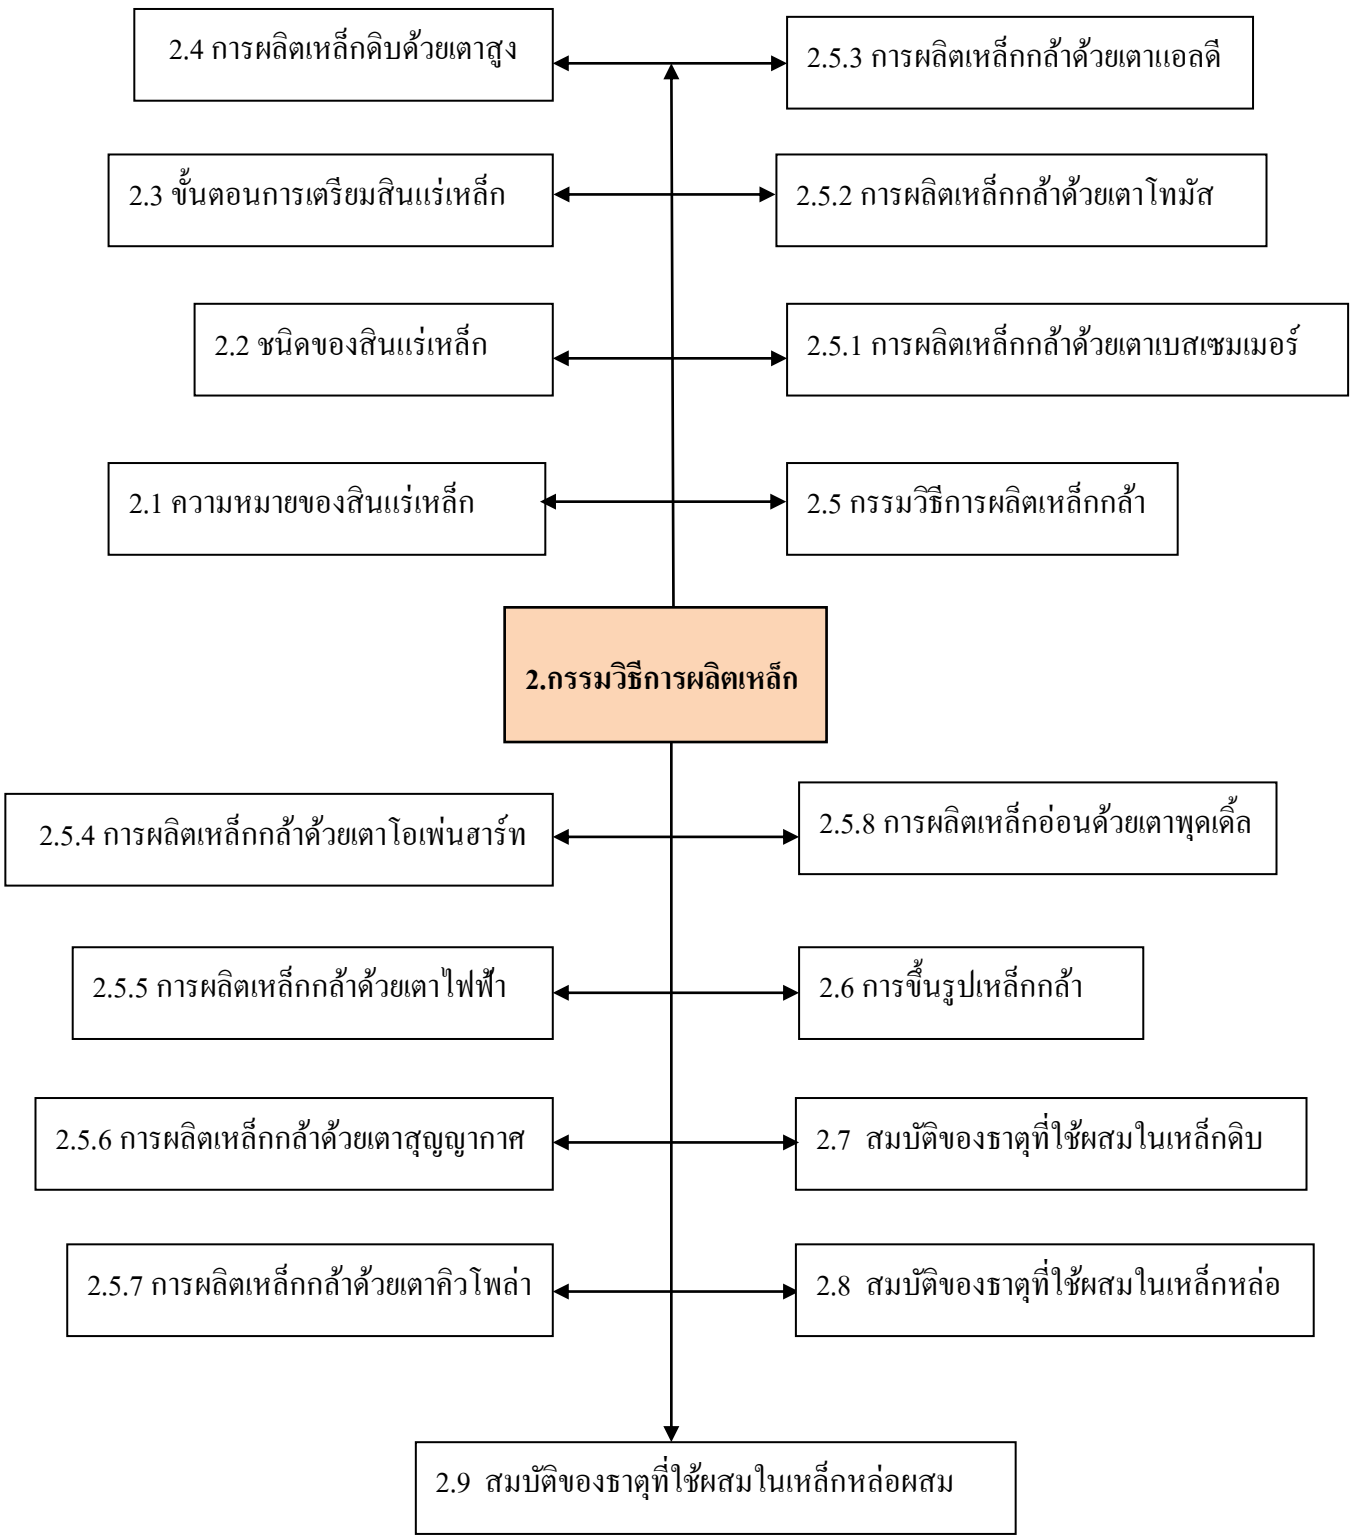 2.4 การผลิตเหล็กดิบด้วยเตาสูง
2.5.3 การผลิตเหล็กกล้าด้วยเตาแอลดี
2.3 ขั้นตอนการเตรียมสินแร่เหล็ก
2.5.2 การผลิตเหล็กกล้าด้วยเตาโทมัส
2.2 ชนิดของสินแร่เหล็ก
2.5.1 การผลิตเหล็กกล้าด้วยเตาเบสเซมเมอร์
2.1 ความหมายของสินแร่เหล็ก
2.5 กรรมวิธีการผลิตเหล็กกล้า
2.กรรมวิธีการผลิตเหล็ก
2.5.4 การผลิตเหล็กกล้าด้วยเตาโอเพ่นฮาร์ท
2.5.8 การผลิตเหล็กอ่อนด้วยเตาพุดเดิ้ล
2.5.5 การผลิตเหล็กกล้าด้วยเตาไฟฟ้า
2.6 การขึ้นรูปเหล็กกล้า
2.5.6 การผลิตเหล็กกล้าด้วยเตาสุญญากาศ
2.7 สมบัติของธาตุที่ใช้ผสมในเหล็กดิบ
2.5.7 การผลิตเหล็กกล้าด้วยเตาคิวโพล่า
2.8 สมบัติของธาตุที่ใช้ผสมในเหล็กหล่อ
2.9 สมบัติของธาตุที่ใช้ผสมในเหล็กหล่อผสม